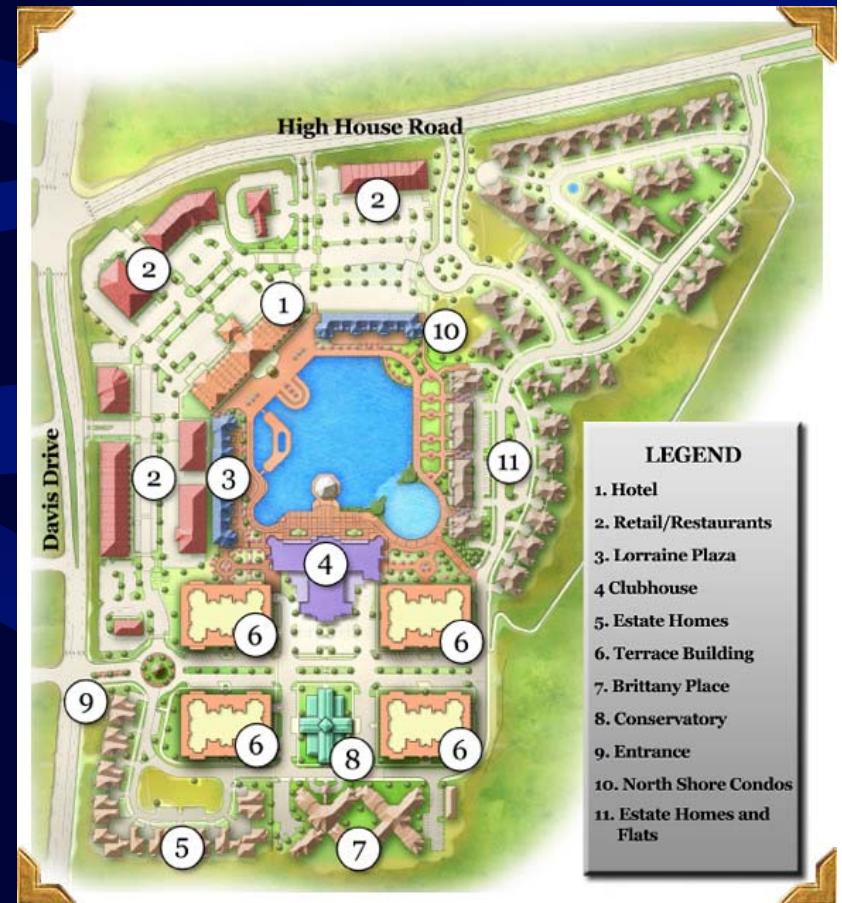 High House Road
2
2
1
10
Davis Drive
2
3
11
4
6
6
9
6
8
6
5
7
LEGEND
1. Hotel
2. Retail/Restaurants
3. Lorraine Plaza
4 Clubhouse
5. Estate Homes
6. Terrace Building
7. Brittany Place
8. Conservatory
9. Entrance
10. North Shore Condos
11. Estate Homes and
Flats